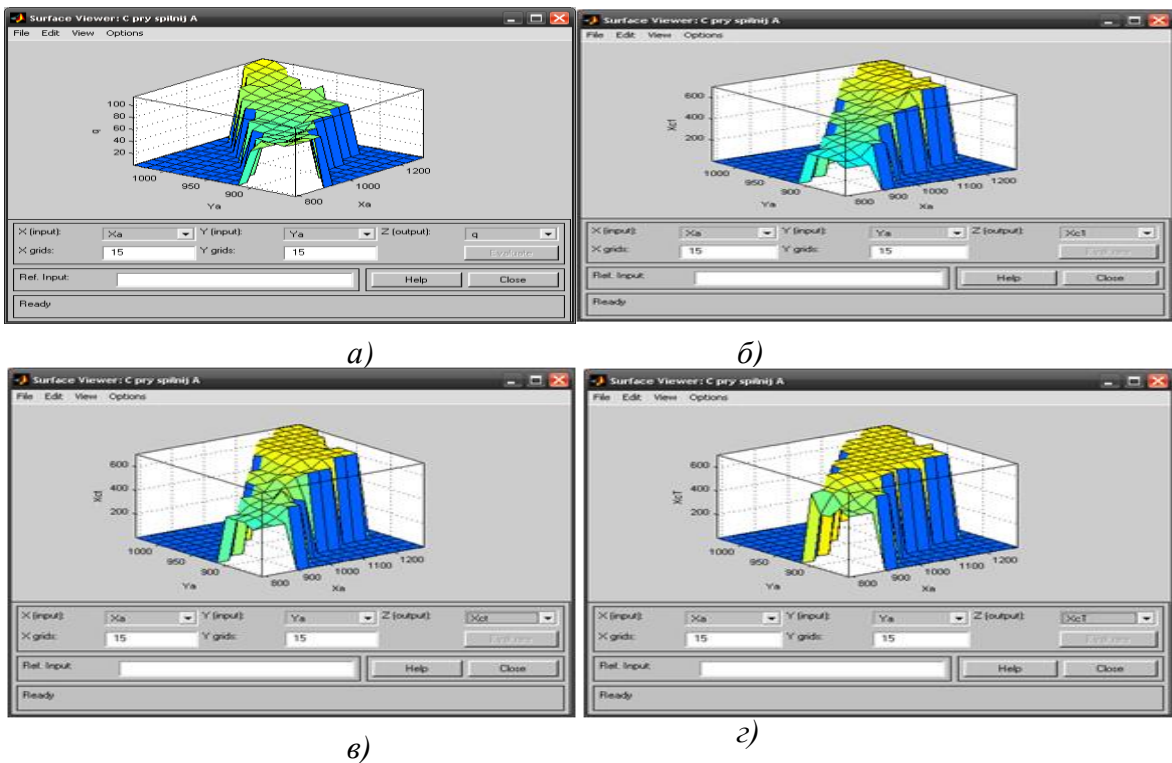 Surface Viewer: C pry spilnij A
File Edit View Options
q
100
80
60
40
20
1000
950
900
Ya
800
1000
1200
Xa
X (input): Xa Y (input): Ya Z (output): q
X grids: 15 Y grids: 15 Evaluate
Ref. Input: Help Close
Ready
а)
Surface Viewer: C pry spilnij A
File Edit View Options
Xc1
600
400
200
1000
950
900
Ya
800
900
1000
1100
1200
Xa
X (input): Xa Y (input): Ya Z (output): Xc1
X grids: 15 Y grids: 15 Evaluate
Ref. Input: Help Close
Ready
б)
Surface Viewer: C pry spilnij A
File Edit View Options
Xct
600
400
200
1000
950
900
Ya
800
900
1000
1100
1200
Xa
X (input): Xa Y (input): Ya Z (output): Xct
X grids: 15 Y grids: 15 Evaluate
Ref. Input: Help Close
Ready
в)
Surface Viewer: C pry spilnij A
File Edit View Options
XcT
600
400
200
1000
950
900
Ya
800
900
1000
1100
1200
Xa
X (input): Xa Y (input): Ya Z (output): XcT
X grids: 15 Y grids: 15 Evaluate
Ref. Input: Help Close
Ready
г)